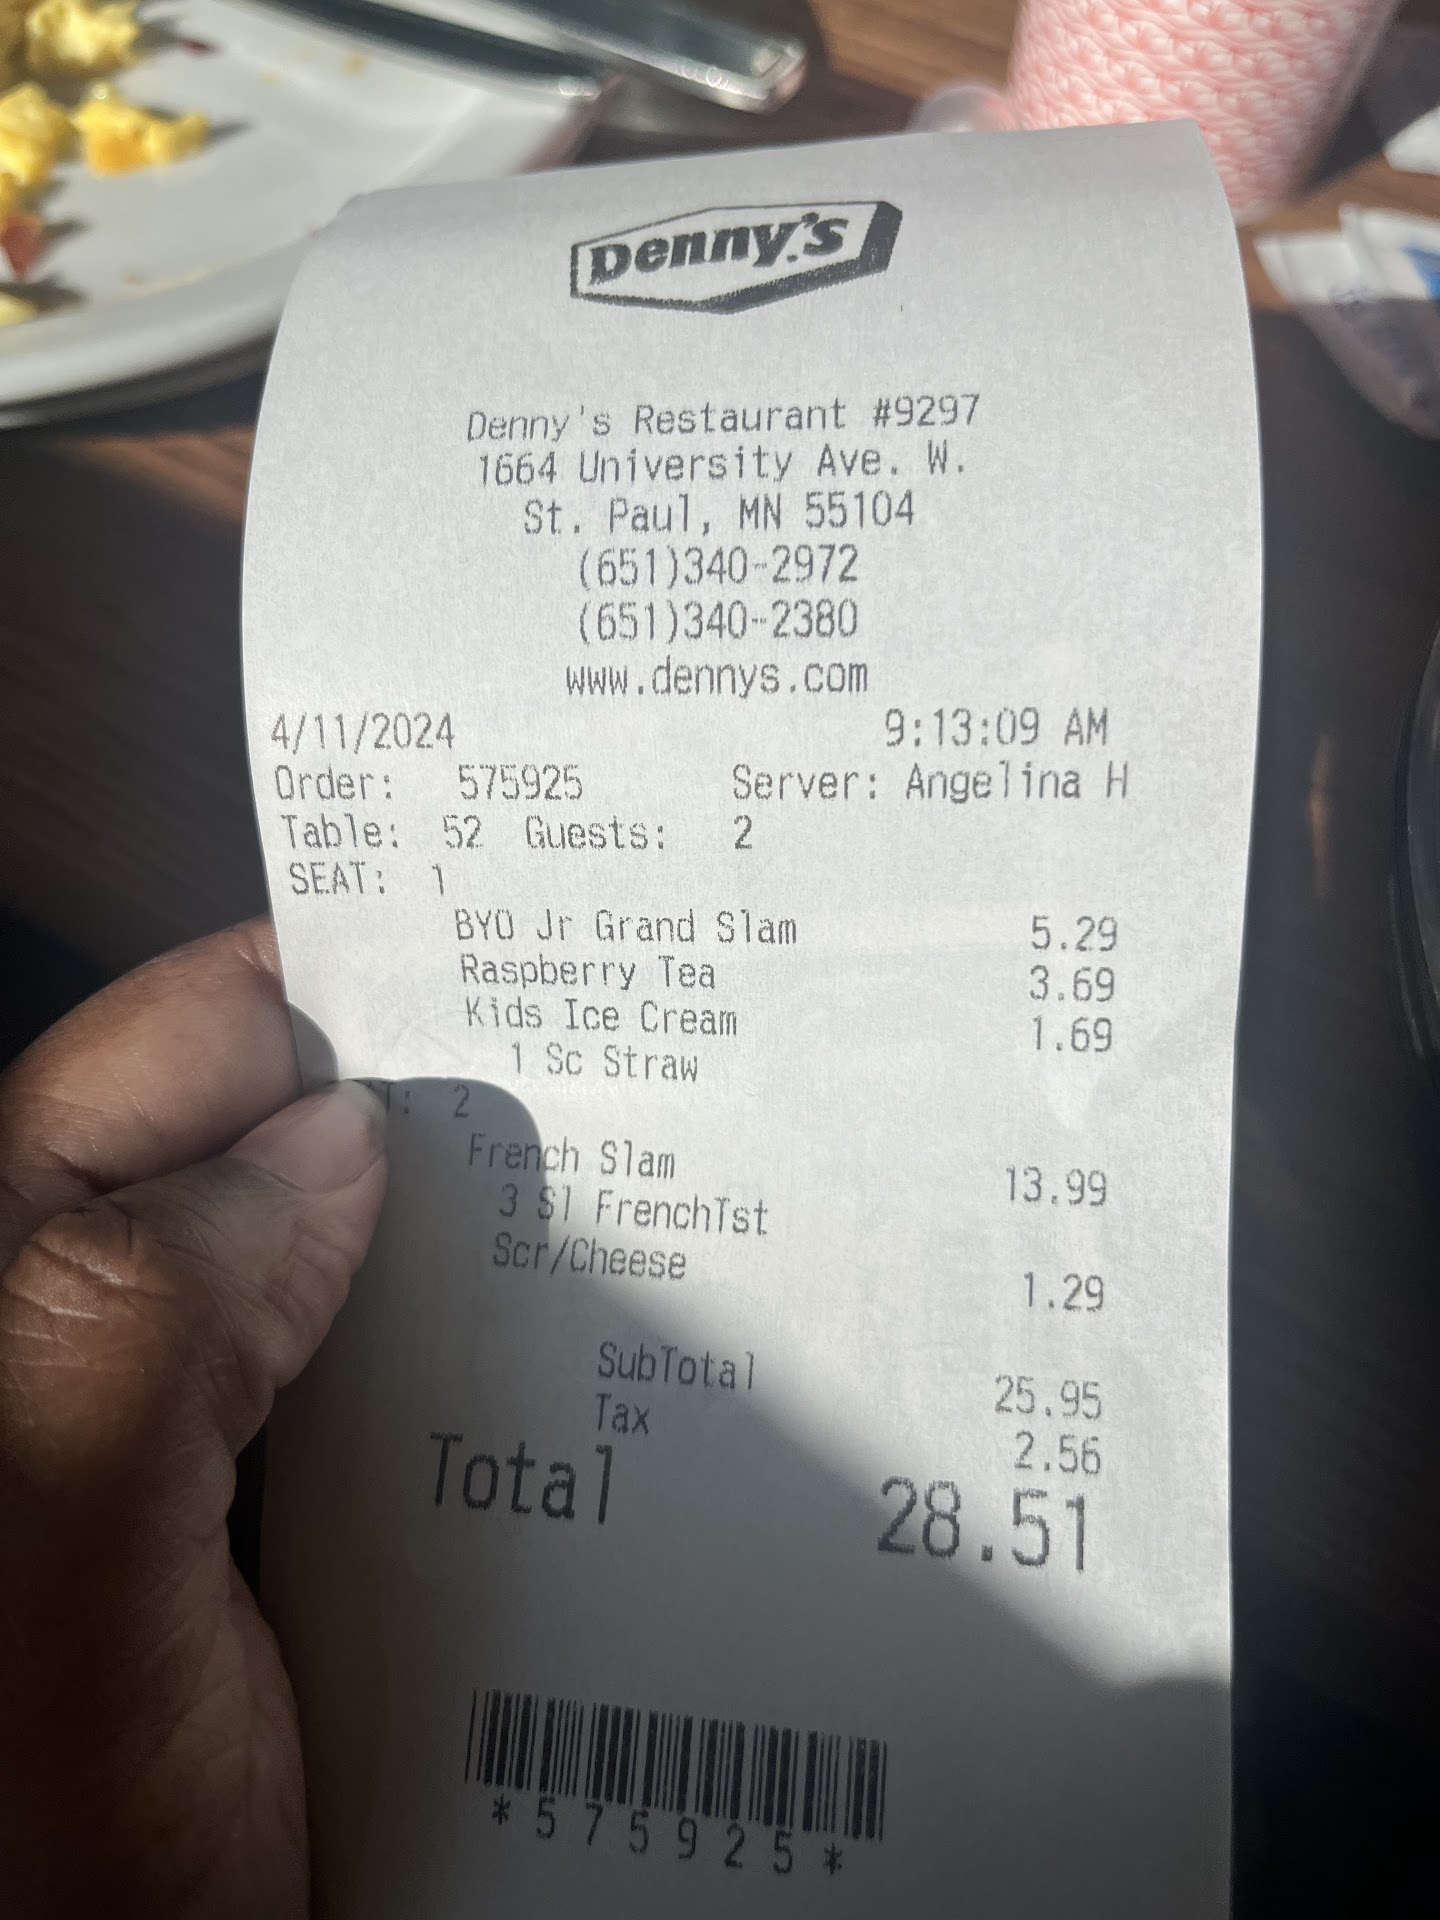 Denny's
Denny's Restaurant #9297
1664 University Ave. W.
St. Paul, MN 55104
(651)340-2972
(651)340-2380
www.dennys.com
4/11/2024 9:13:09 AM
Order: 575925 Server: Angelina H
Table: 52 Guests: 2
SEAT: 1
BYO Jr Grand Slam 5.29
Raspberry Tea 3.69
Kids Ice Cream 1.69
1 Sc Straw
T: 2
French Slam 13.99
3 Sl FrenchTst
Scr/Cheese 1.29
SubTotal 25.95
Tax 2.56
Total 28.51
*575925*